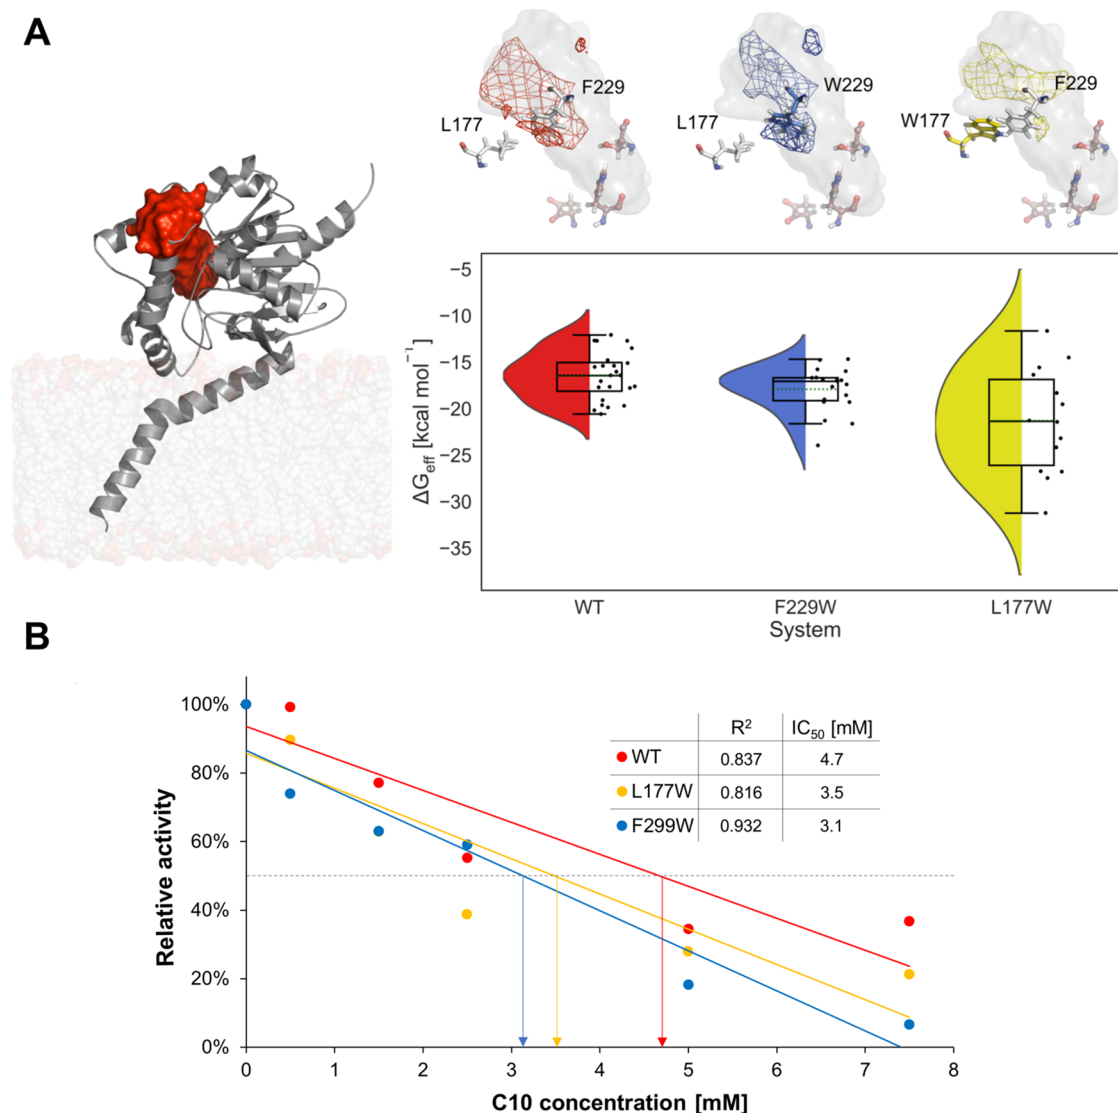 A
F229
L177
W229
L177
F229
W177
−5
−10
−15
−20
−25
−30
−35
ΔG_eff [kcal mol⁻¹]
WT
F229W
L177W
System
B
100%
80%
60%
40%
20%
0%
Relative activity
R² IC₅₀ [mM]
WT 0.837 4.7
L177W 0.816 3.5
F299W 0.932 3.1
0 1 2 3 4 5 6 7 8
C10 concentration [mM]